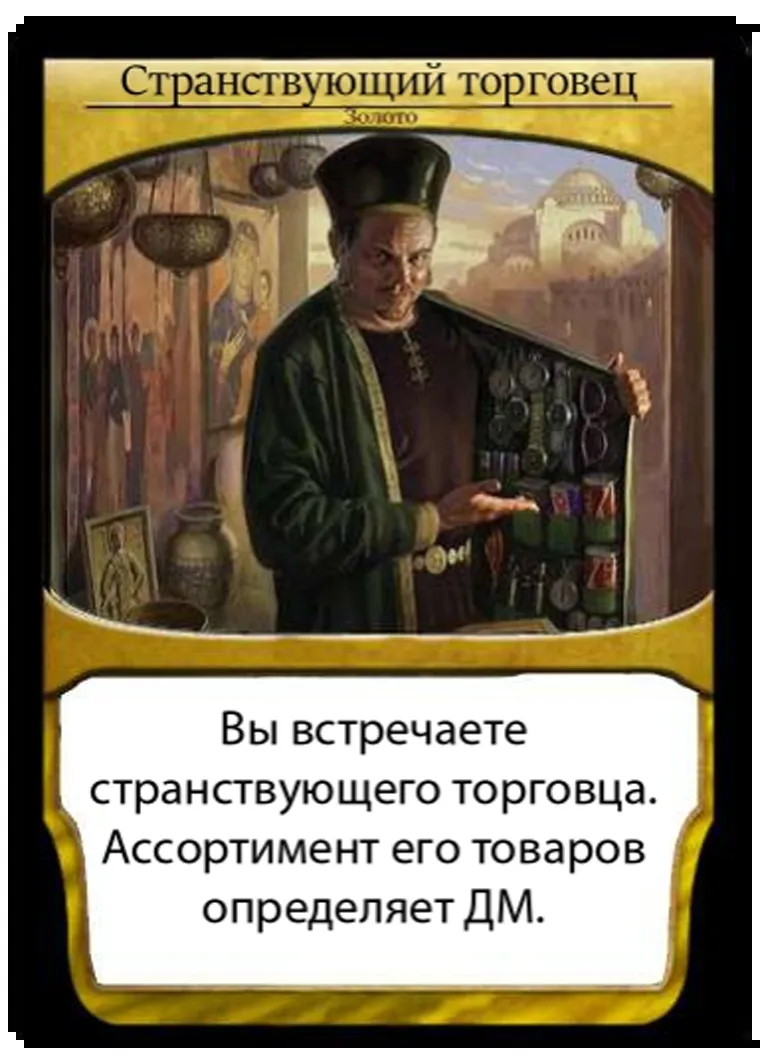 Странствующий торговец
Золото
Вы встречаете
странствующего торговца.
Ассортимент его товаров
определяет ДМ.